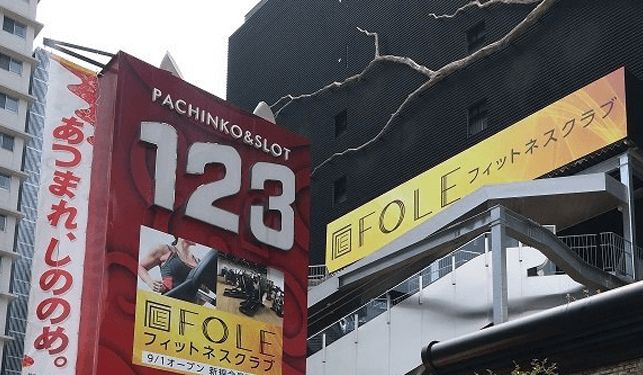 あつまれ、しののめ。
PACHINKO&SLOT
123
FOLE
フィットネスクラブ
9/1オープン 新規会
FOLE フィットネスクラブ